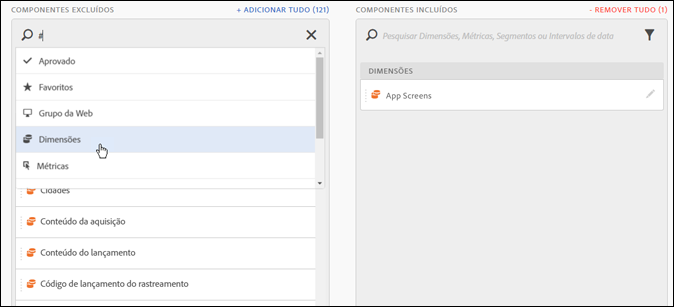 COMPONENTES EXCLUÍDOS
+ ADICIONAR TUDO (121)
#
Aprovado
Favoritos
Grupo da Web
Dimensões
Métricas
Cidades
Conteúdo da aquisição
Conteúdo do lançamento
Código de lançamento do rastreamento
COMPONENTES INCLUÍDOS
- REMOVER TUDO (1)
Pesquisar Dimensões, Métricas, Segmentos ou Intervalos de data
DIMENSÕES
App Screens